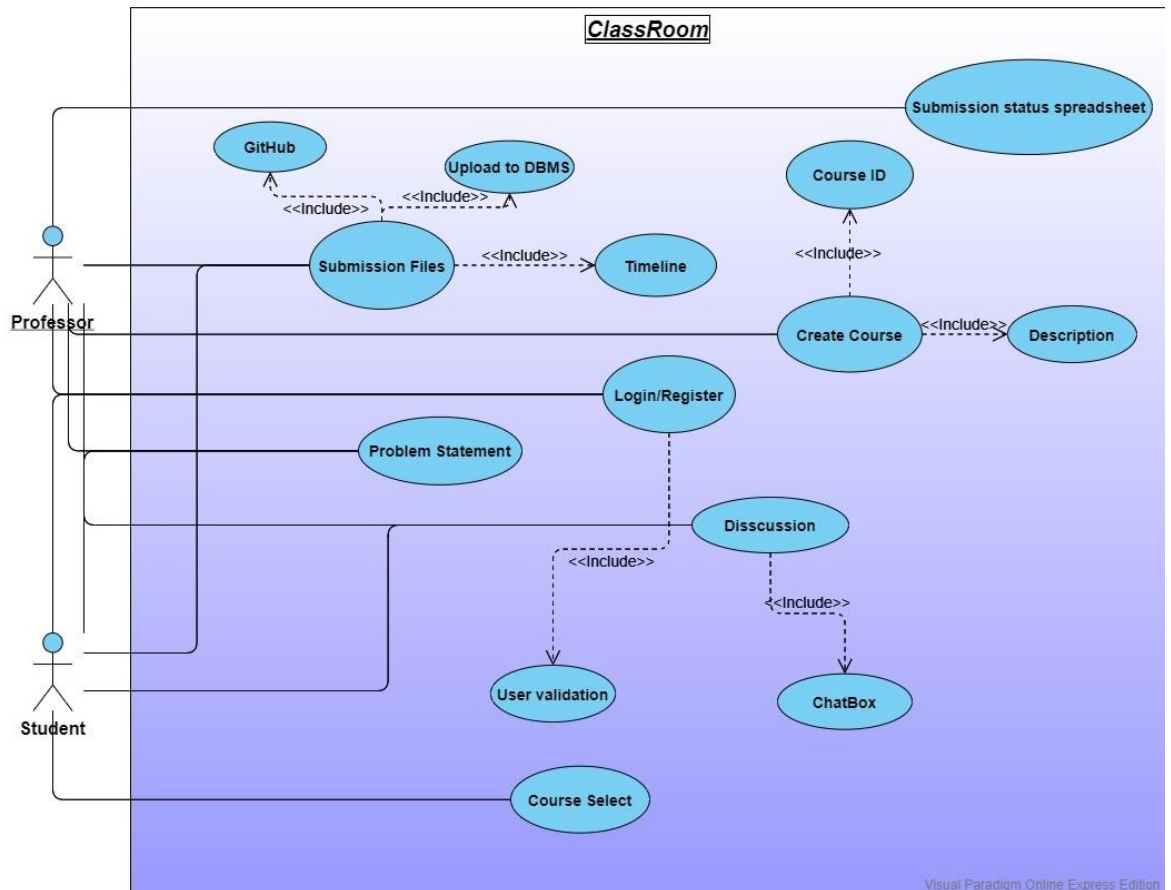 ClassRoom
Submission status spreadsheet
GitHub
Upload to DBMS
Course ID
<<Include>>
<<Include>>
Submission Files
<<Include>>
Timeline
<<Include>>
Professor
Create Course
<<Include>>
Description
Login/Register
Problem Statement
Disscussion
<<Include>>
<<Include>>
User validation
ChatBox
Student
Course Select
Visual Paradigm Online Express Edition